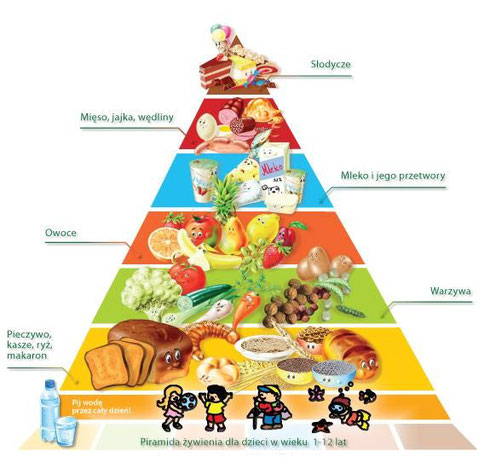 Słodycze
Mięso, jajka, wędliny
Mleko
Mleko i jego przetwory
Owoce
Warzywa
Pieczywo,
kasze, ryż,
makaron
Pij wodę
przez cały dzień!
Piramida żywienia dla dzieci w wieku 1-12 lat